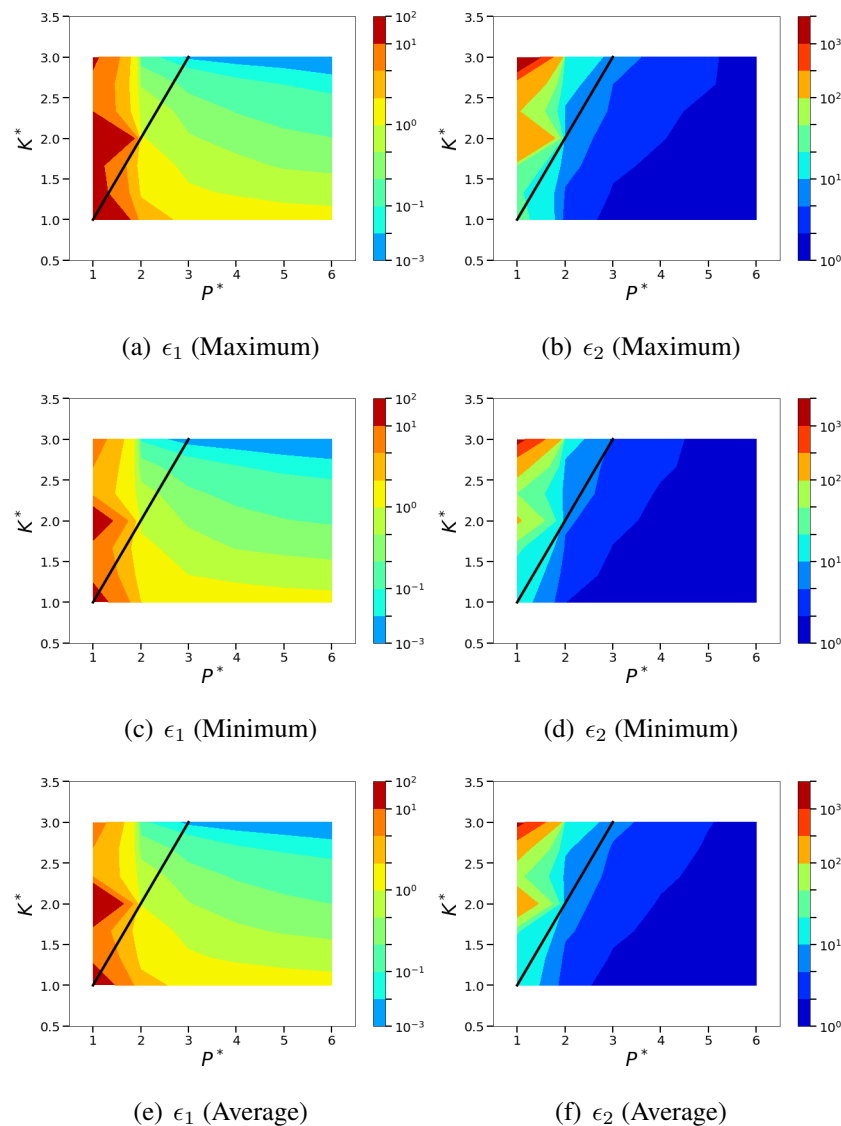 3.5
3.0
2.5
2.0
1.5
1.0
0.5
K*
1 2 3 4 5 6
P*
10² 10¹ 10⁰ 10⁻¹ 10⁻³
3.5
3.0
2.5
2.0
1.5
1.0
0.5
K*
1 2 3 4 5 6
P*
10³ 10² 10¹ 10⁰
(a) ϵ₁ (Maximum)
(b) ϵ₂ (Maximum)
3.5
3.0
2.5
2.0
1.5
1.0
0.5
K*
1 2 3 4 5 6
P*
10² 10¹ 10⁰ 10⁻¹ 10⁻³
3.5
3.0
2.5
2.0
1.5
1.0
0.5
K*
1 2 3 4 5 6
P*
10³ 10² 10¹ 10⁰
(c) ϵ₁ (Minimum)
(d) ϵ₂ (Minimum)
3.5
3.0
2.5
2.0
1.5
1.0
0.5
K*
1 2 3 4 5 6
P*
10² 10¹ 10⁰ 10⁻¹ 10⁻³
3.5
3.0
2.5
2.0
1.5
1.0
0.5
K*
1 2 3 4 5 6
P*
10³ 10² 10¹ 10⁰
(e) ϵ₁ (Average)
(f) ϵ₂ (Average)